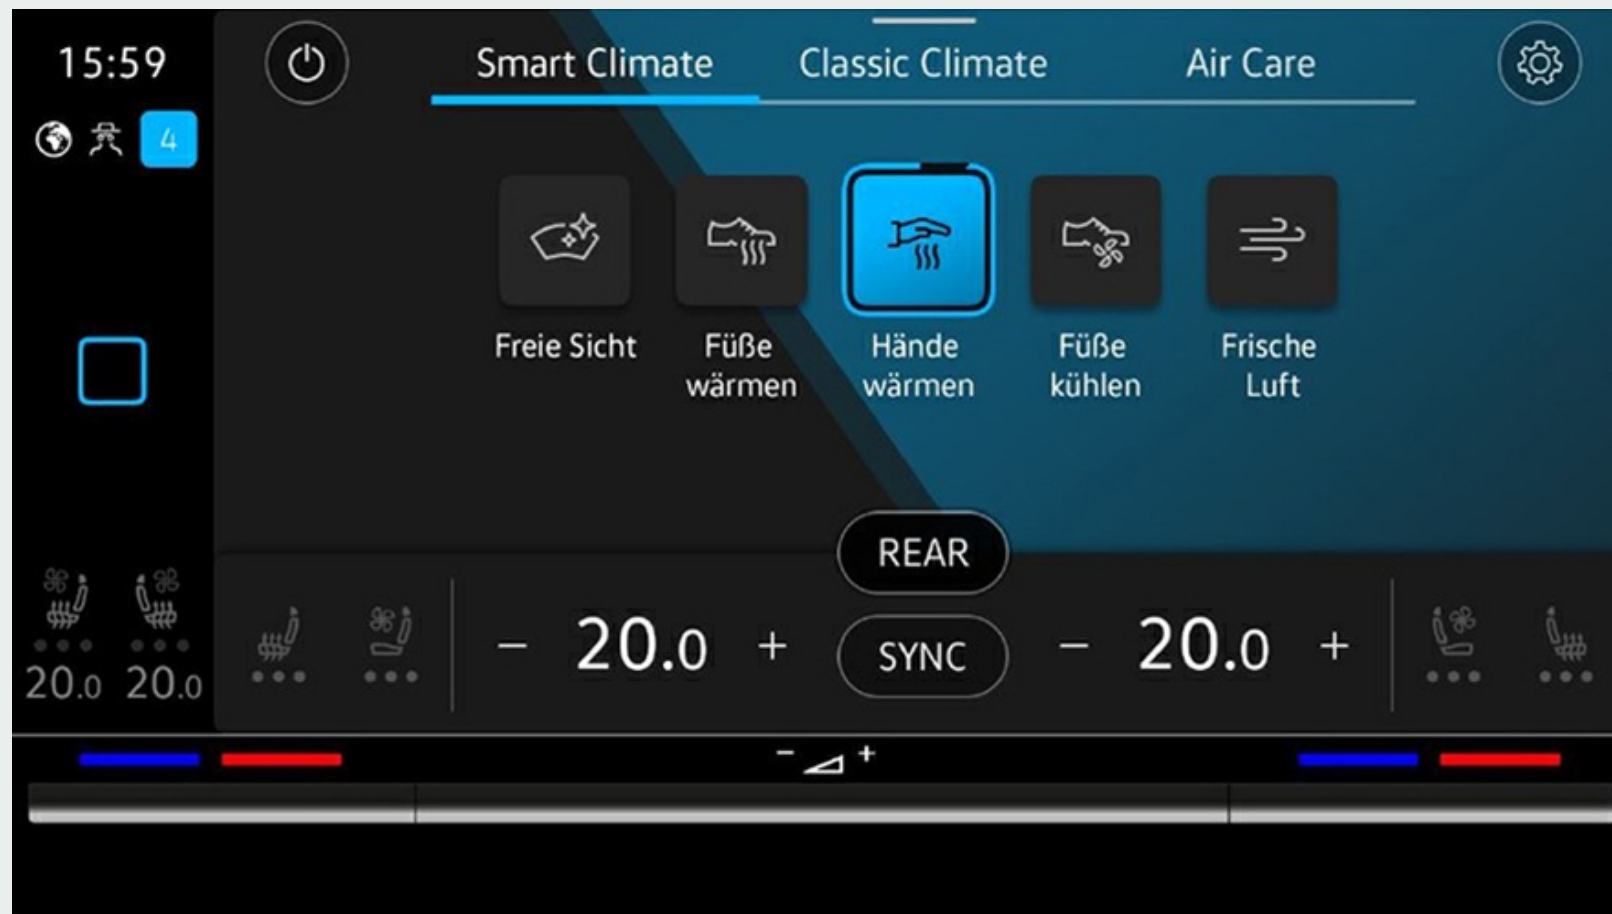 15:59
Smart Climate
Classic Climate
Air Care
4
Freie Sicht
Füße
wärmen
Hände
wärmen
Füße
kühlen
Frische
Luft
REAR
- 20.0 +
SYNC
- 20.0 +
20.0 20.0
- +